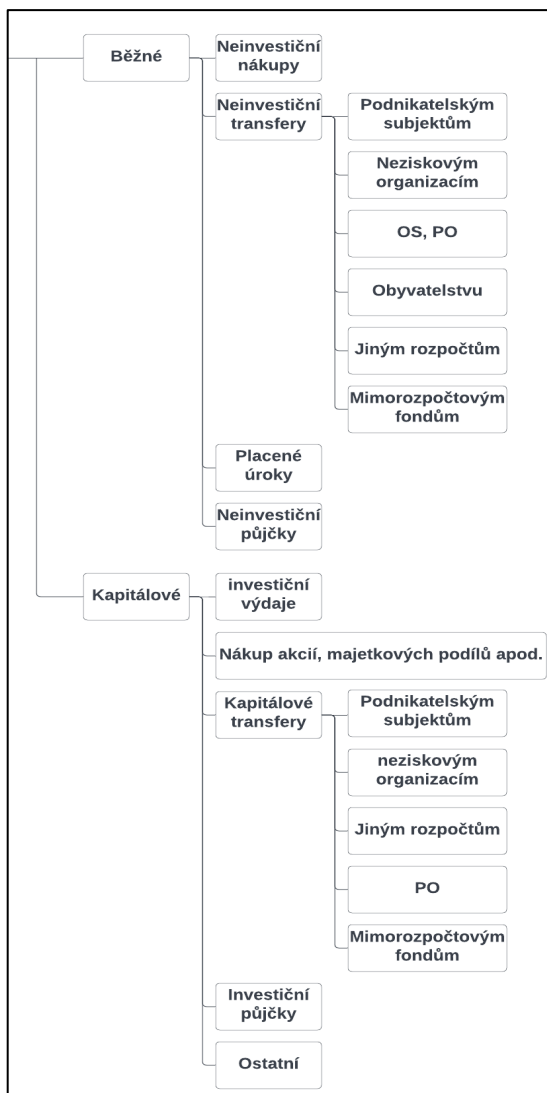 Běžné
Neinvestiční
nákupy
Neinvestiční
transfery
Podnikatelským
subjektům
Neziskovým
organizacím
OS, PO
Obyvatelstvu
Jiným rozpočtům
Mimorozpočtovým
fondům
Placené
úroky
Neinvestiční
půjčky
Kapitálové
investiční
výdaje
Nákup akcií, majetkových podílů apod.
Kapitálové
transfery
Podnikatelským
subjektům
neziskovým
organizacím
Jiným rozpočtům
PO
Mimorozpočtovým
fondům
Investiční
půjčky
Ostatní